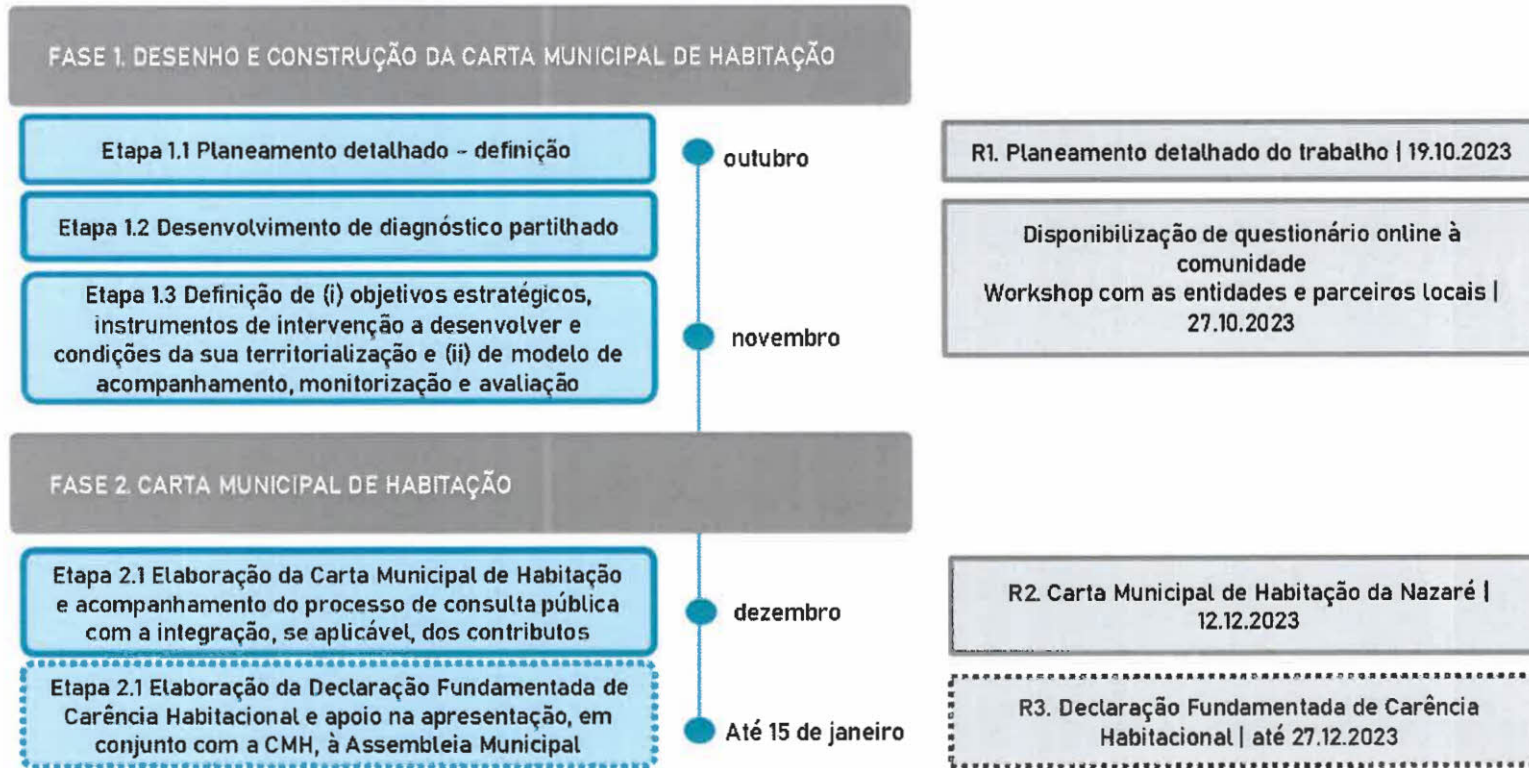 FASE 1. DESENHO E CONSTRUÇÃO DA CARTA MUNICIPAL DE HABITAÇÃO
Etapa 1.1 Planeamento detalhado – definição
outubro
R1. Planeamento detalhado do trabalho | 19.10.2023
Etapa 1.2 Desenvolvimento de diagnóstico partilhado
Disponibilização de questionário online à
comunidade
Workshop com as entidades e parceiros locais |
27.10.2023
Etapa 1.3 Definição de (i) objetivos estratégicos,
instrumentos de intervenção a desenvolver e
condições da sua territorialização e (ii) de modelo de
acompanhamento, monitorização e avaliação
novembro
FASE 2. CARTA MUNICIPAL DE HABITAÇÃO
Etapa 2.1 Elaboração da Carta Municipal de Habitação
e acompanhamento do processo de consulta pública
com a integração, se aplicável, dos contributos
dezembro
R2. Carta Municipal de Habitação da Nazaré |
12.12.2023
Etapa 2.1 Elaboração da Declaração Fundamentada de
Carência Habitacional e apoio na apresentação, em
conjunto com a CMH, à Assembleia Municipal
Até 15 de janeiro
R3. Declaração Fundamentada de Carência
Habitacional | até 27.12.2023